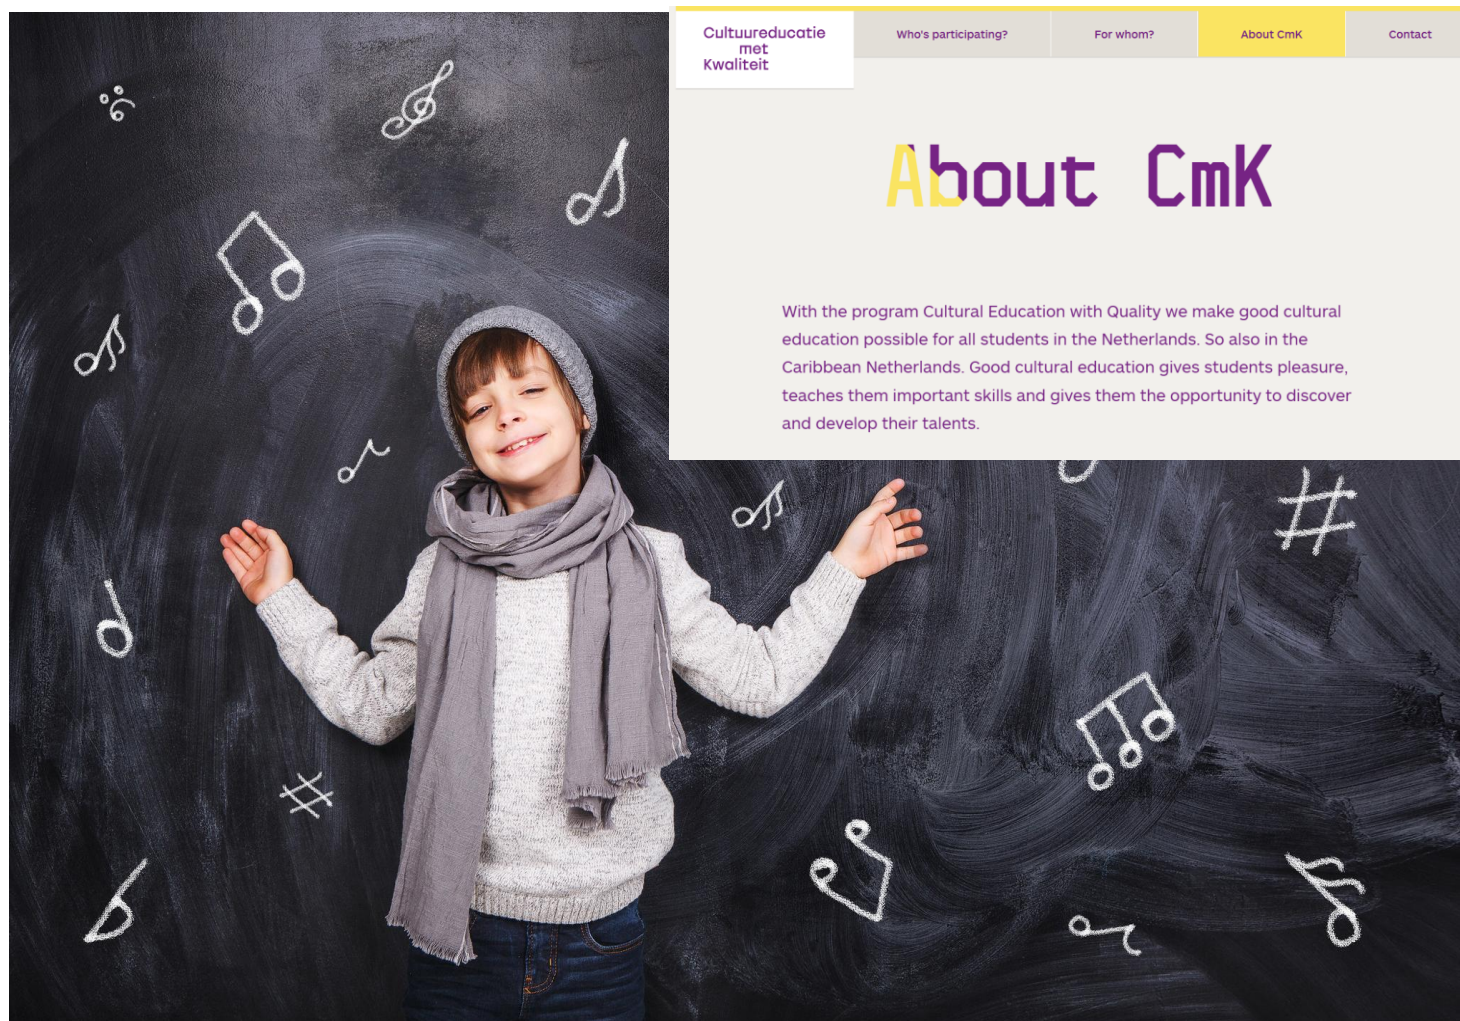 Cultuureducatie
met
Kwaliteit
Who's participating?
For whom?
About CmK
Contact
About CmK
With the program Cultural Education with Quality we make good cultural
education possible for all students in the Netherlands. So also in the
Caribbean Netherlands. Good cultural education gives students pleasure,
teaches them important skills and gives them the opportunity to discover
and develop their talents.